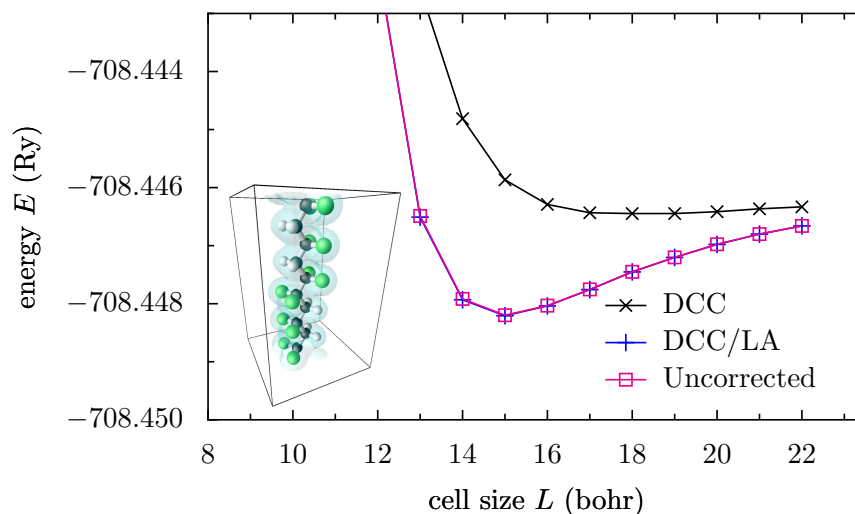 energy E (Ry)
−708.444
−708.446
−708.448
−708.450
DCC
DCC/LA
Uncorrected
8 10 12 14 16 18 20 22
cell size L (bohr)